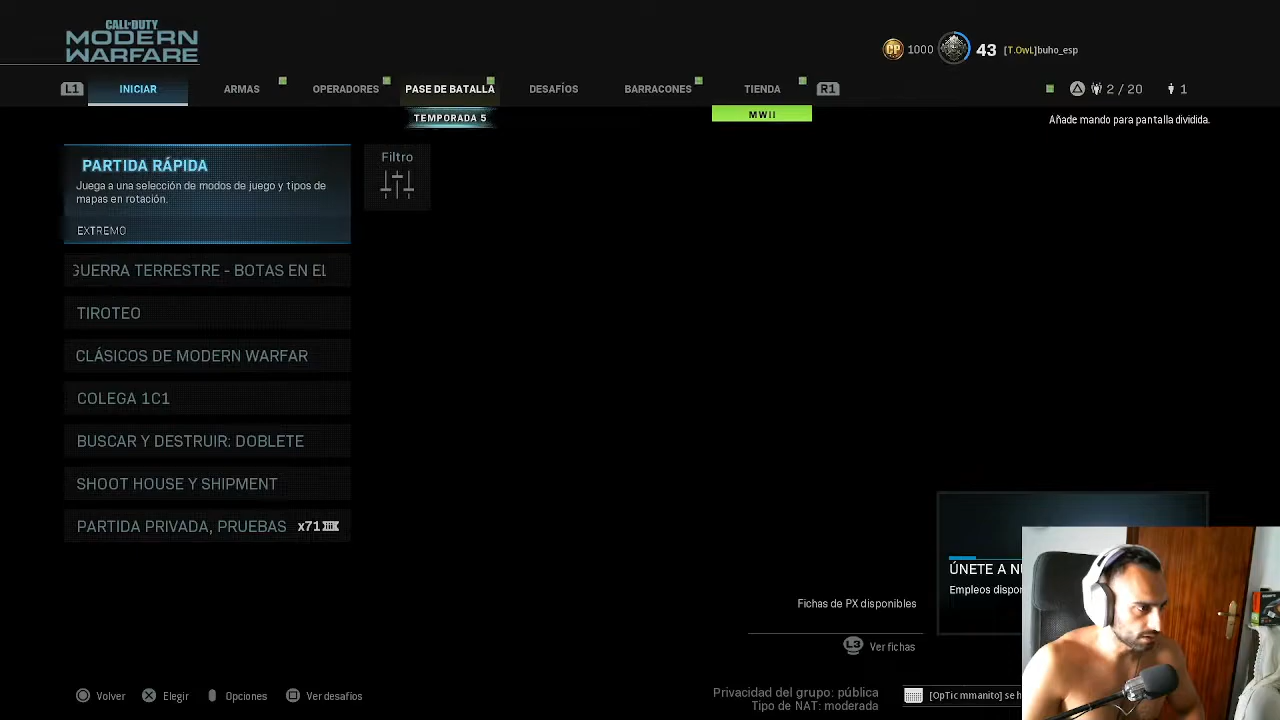 CALL OF DUTY
MODERN
WARFARE
CP 1000 43 [T.OwL]buho_esp
L1 INICIAR ARMAS OPERADORES PASE DE BATALLA DESAFÍOS BARRACONES TIENDA R1 2 / 20 1
TEMPORADA 5 MWII Añade mando para pantalla dividida.
PARTIDA RÁPIDA
Juega a una selección de modos de juego y tipos de
mapas en rotación.
EXTREMO
Filtro
GUERRA TERRESTRE - BOTAS EN EL
TIROTEO
CLÁSICOS DE MODERN WARFAR
COLEGA 1C1
BUSCAR Y DESTRUIR: DOBLETE
SHOOT HOUSE Y SHIPMENT
PARTIDA PRIVADA, PRUEBAS x71
ÚNETE A
Fichas de PX disponibles
L3 Ver fichas
Volver Elegir Opciones Ver desafíos
Privacidad del grupo: pública
Tipo de NAT: moderada
[OpTic mmanito] se